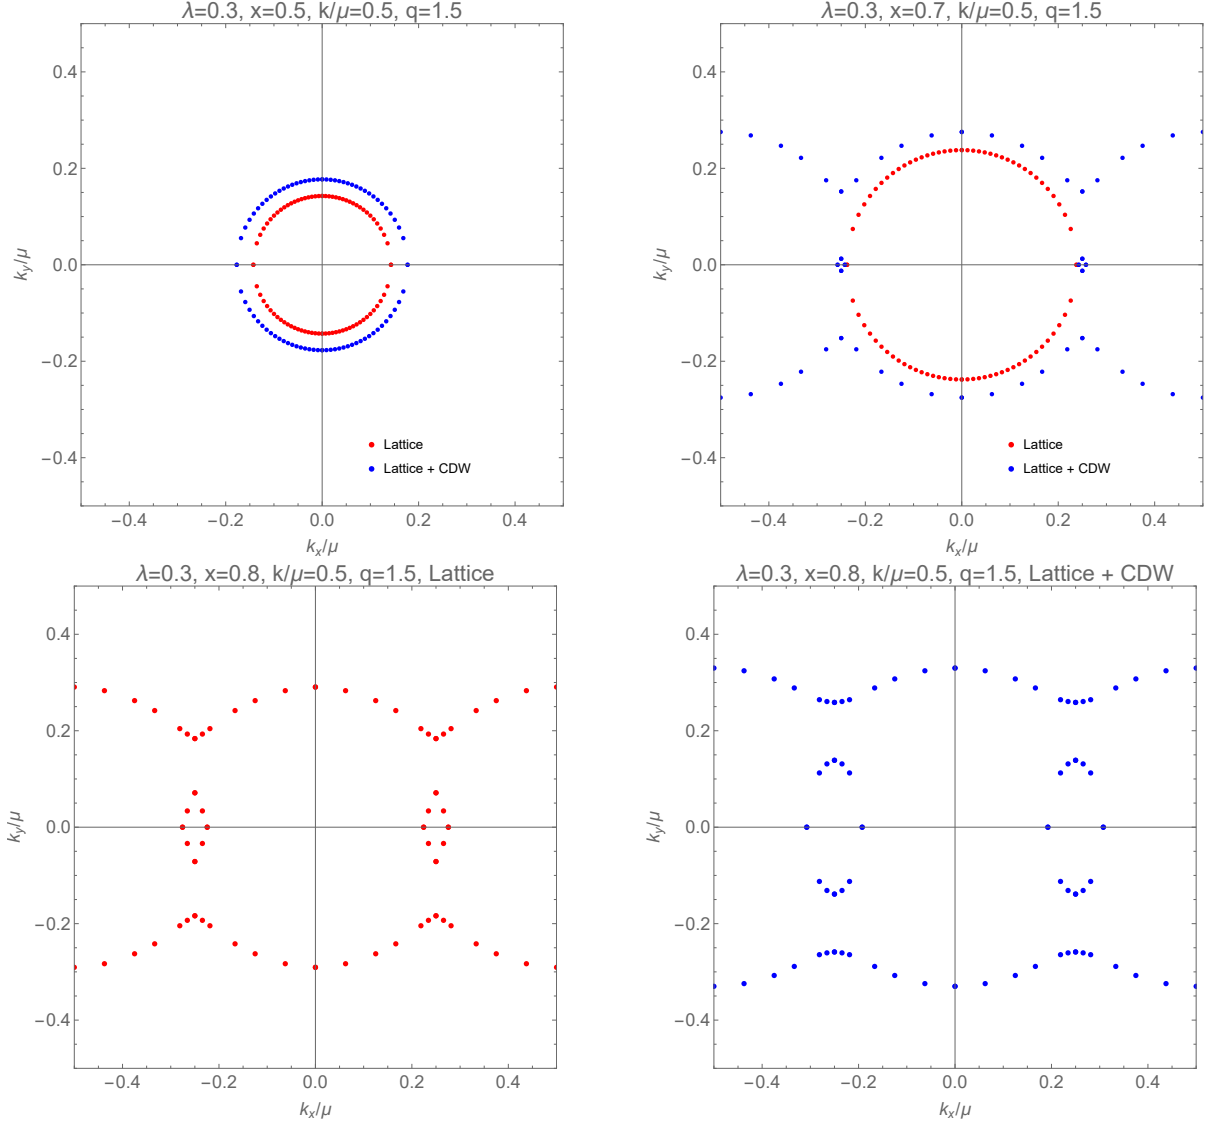 λ=0.3, x=0.5, k/μ=0.5, q=1.5
0.4
0.2
0.0
−0.2
−0.4
k_y/μ
Lattice
Lattice + CDW
−0.4 −0.2 0.0 0.2 0.4
k_x/μ
λ=0.3, x=0.7, k/μ=0.5, q=1.5
0.4
0.2
0.0
−0.2
−0.4
k_y/μ
Lattice
Lattice + CDW
−0.4 −0.2 0.0 0.2 0.4
k_x/μ
λ=0.3, x=0.8, k/μ=0.5, q=1.5, Lattice
0.4
0.2
0.0
−0.2
−0.4
k_y/μ
−0.4 −0.2 0.0 0.2 0.4
k_x/μ
λ=0.3, x=0.8, k/μ=0.5, q=1.5, Lattice + CDW
0.4
0.2
0.0
−0.2
−0.4
k_y/μ
−0.4 −0.2 0.0 0.2 0.4
k_x/μ